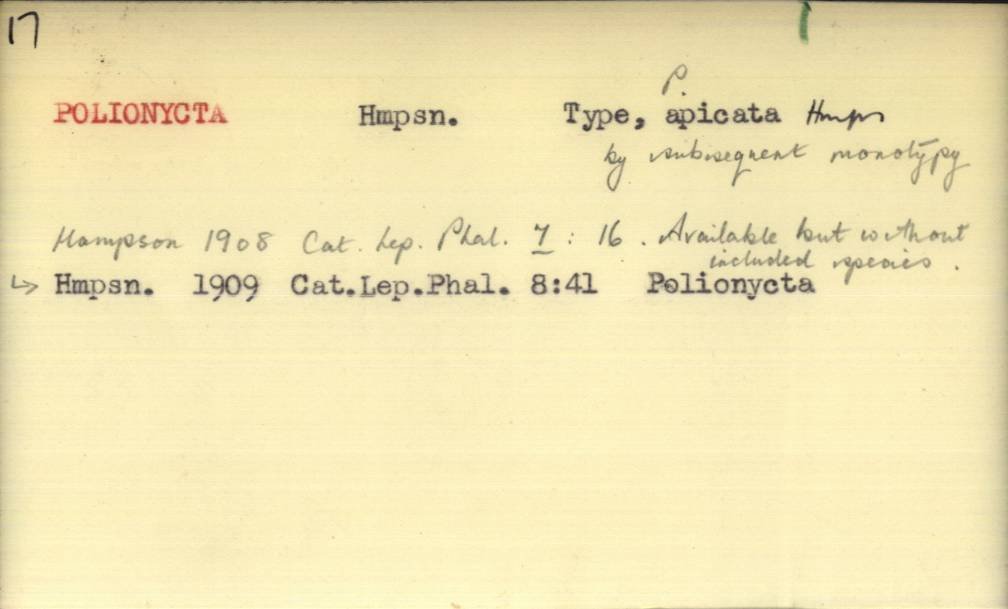 17
P.
POLIONYCTA Hmpsn. Type, apicata Hmpsn
by subsequent monotypy
Hampson 1908 Cat. Lep. Phal. 7 : 16 . Available but without
included species .
↳ Hmpsn. 1909 Cat.Lep.Phal. 8:41 Polionycta